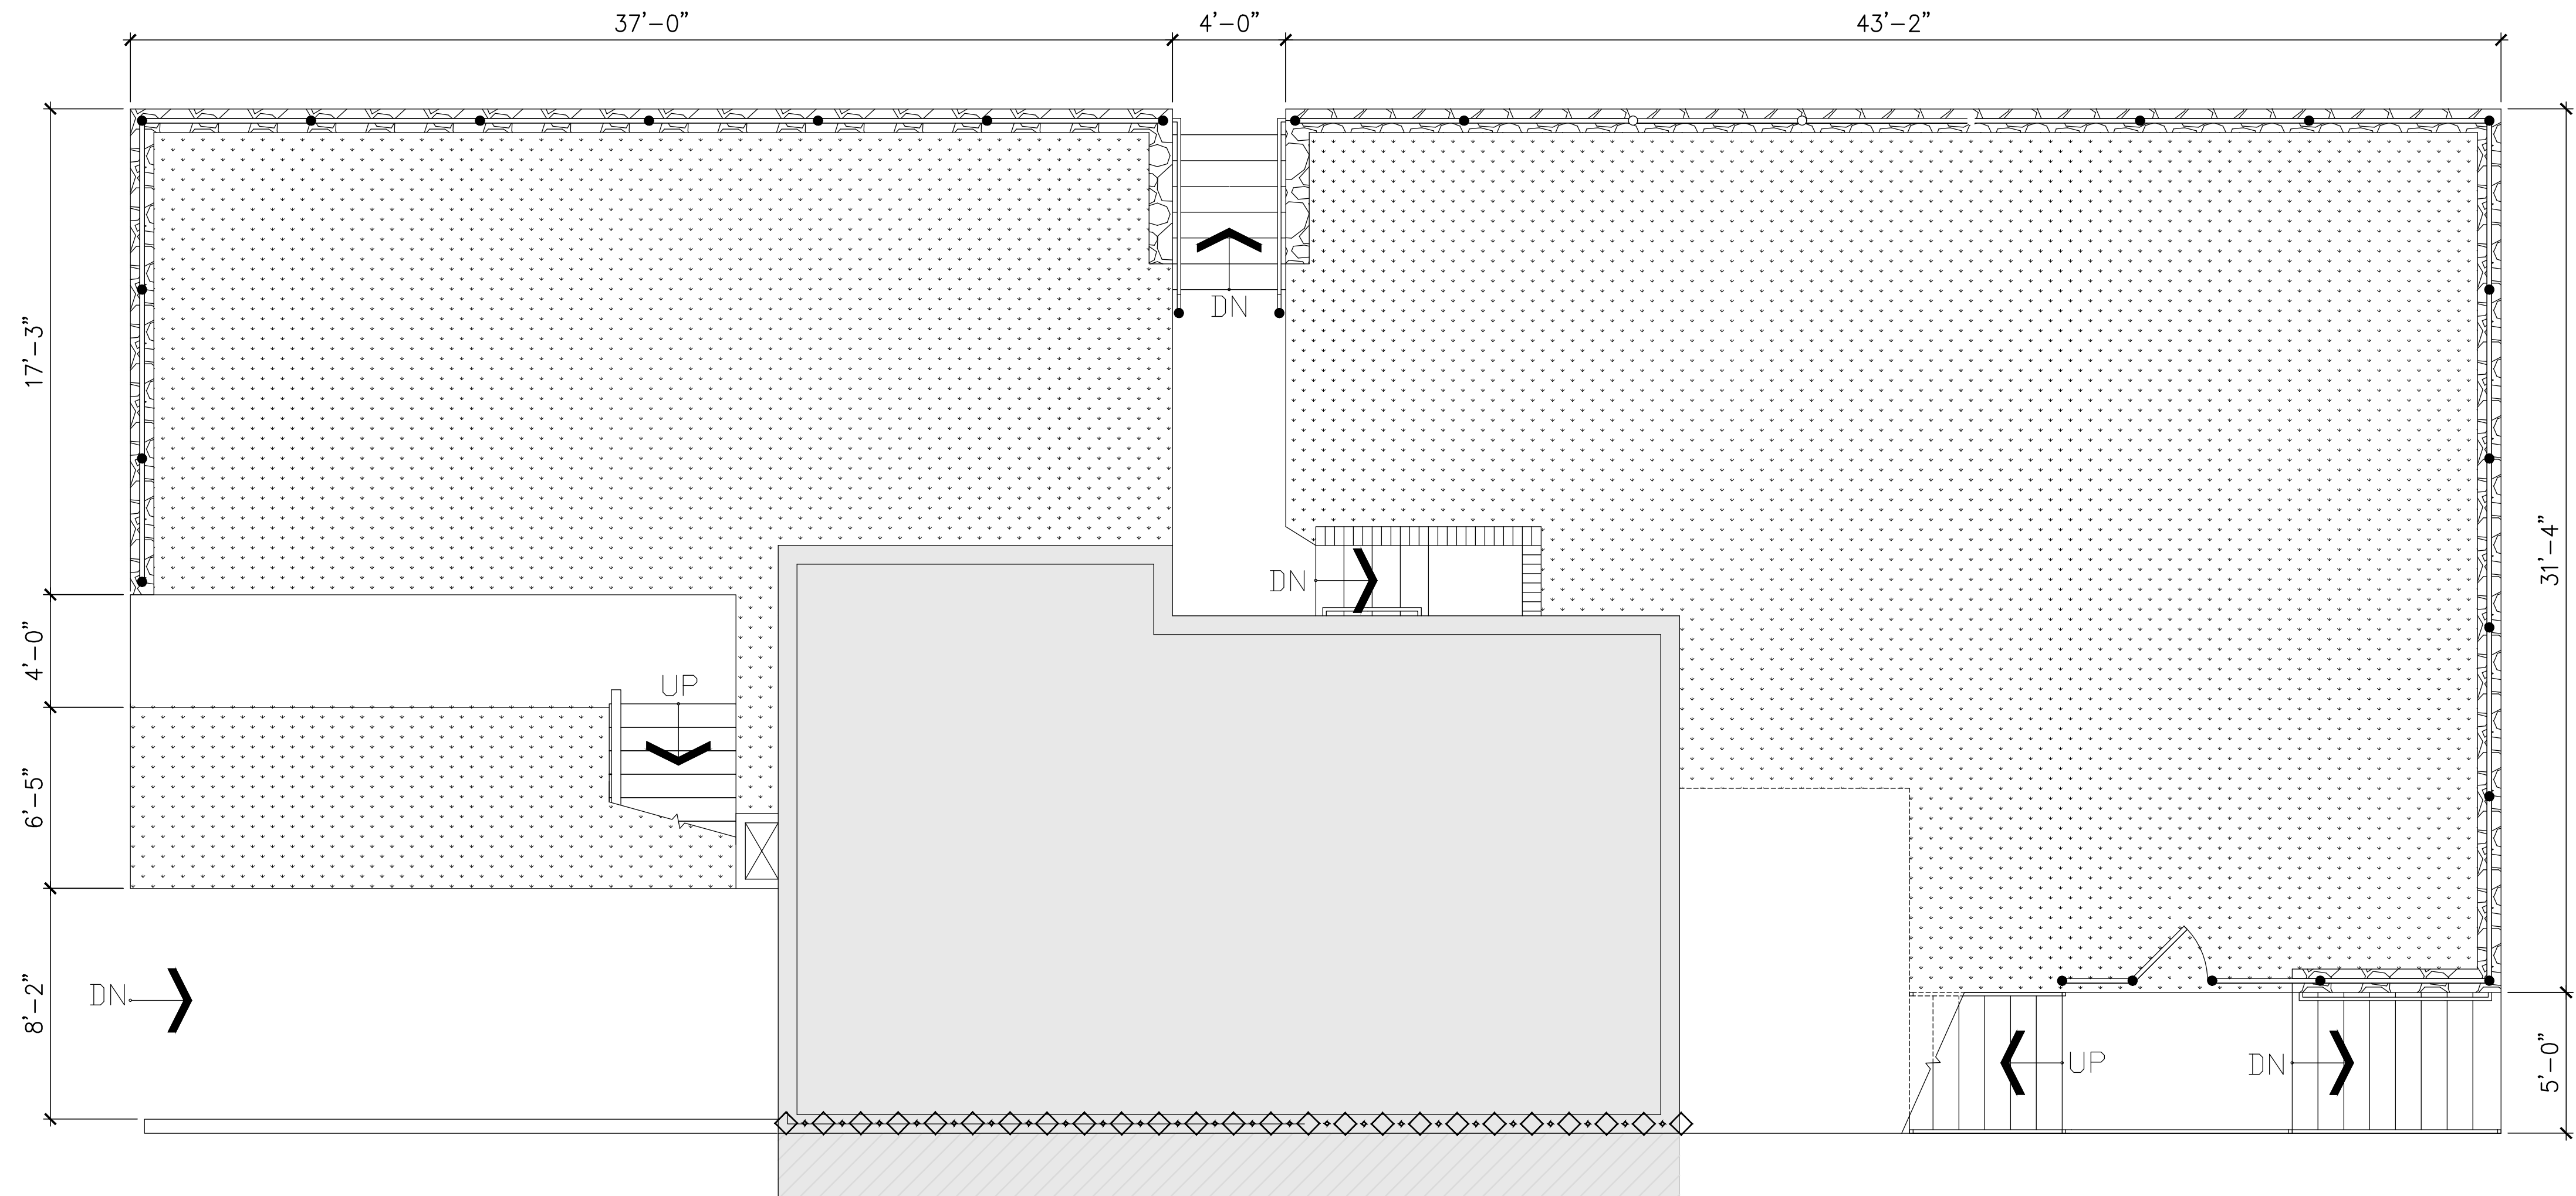 37'-0"
4'-0"
43'-2"
17'-3"
DN
31'-4"
DN
4'-0"
UP
6'-5"
8'-2"
DN
UP
DN
5'-0"